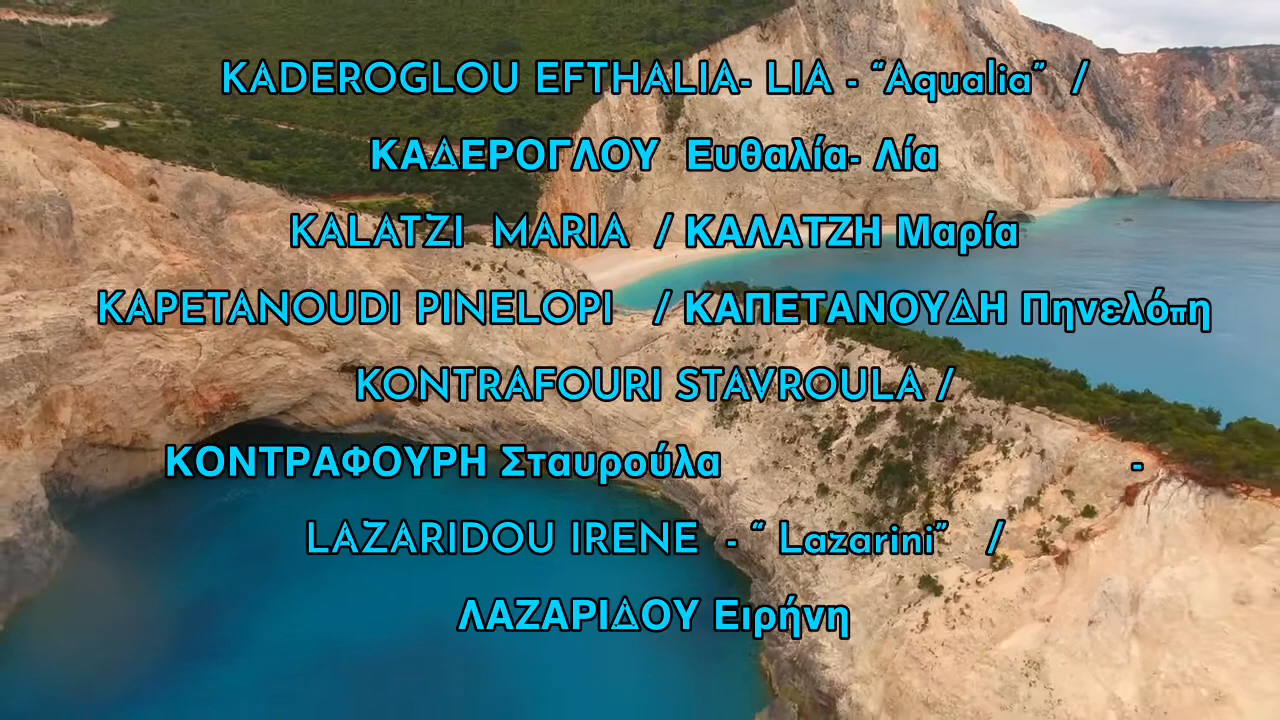 KADEROGLOU EFTHALIA- LIA - “Aqualia” /
ΚΑΔΕΡΟΓΛΟΥ Ευθαλία- Λία
KALATZI MARIA / ΚΑΛΑΤΖΗ Μαρία
KAPETANOUDI PINELOPI / ΚΑΠΕΤΑΝΟΥΔΗ Πηνελόπη
KONTRAFOURI STAVROULA /
ΚΟΝΤΡΑΦΟΥΡΗ Σταυρούλα -
LAZARIDOU IRENE - “ Lazarini” /
ΛΑΖΑΡΙΔΟΥ Ειρήνη